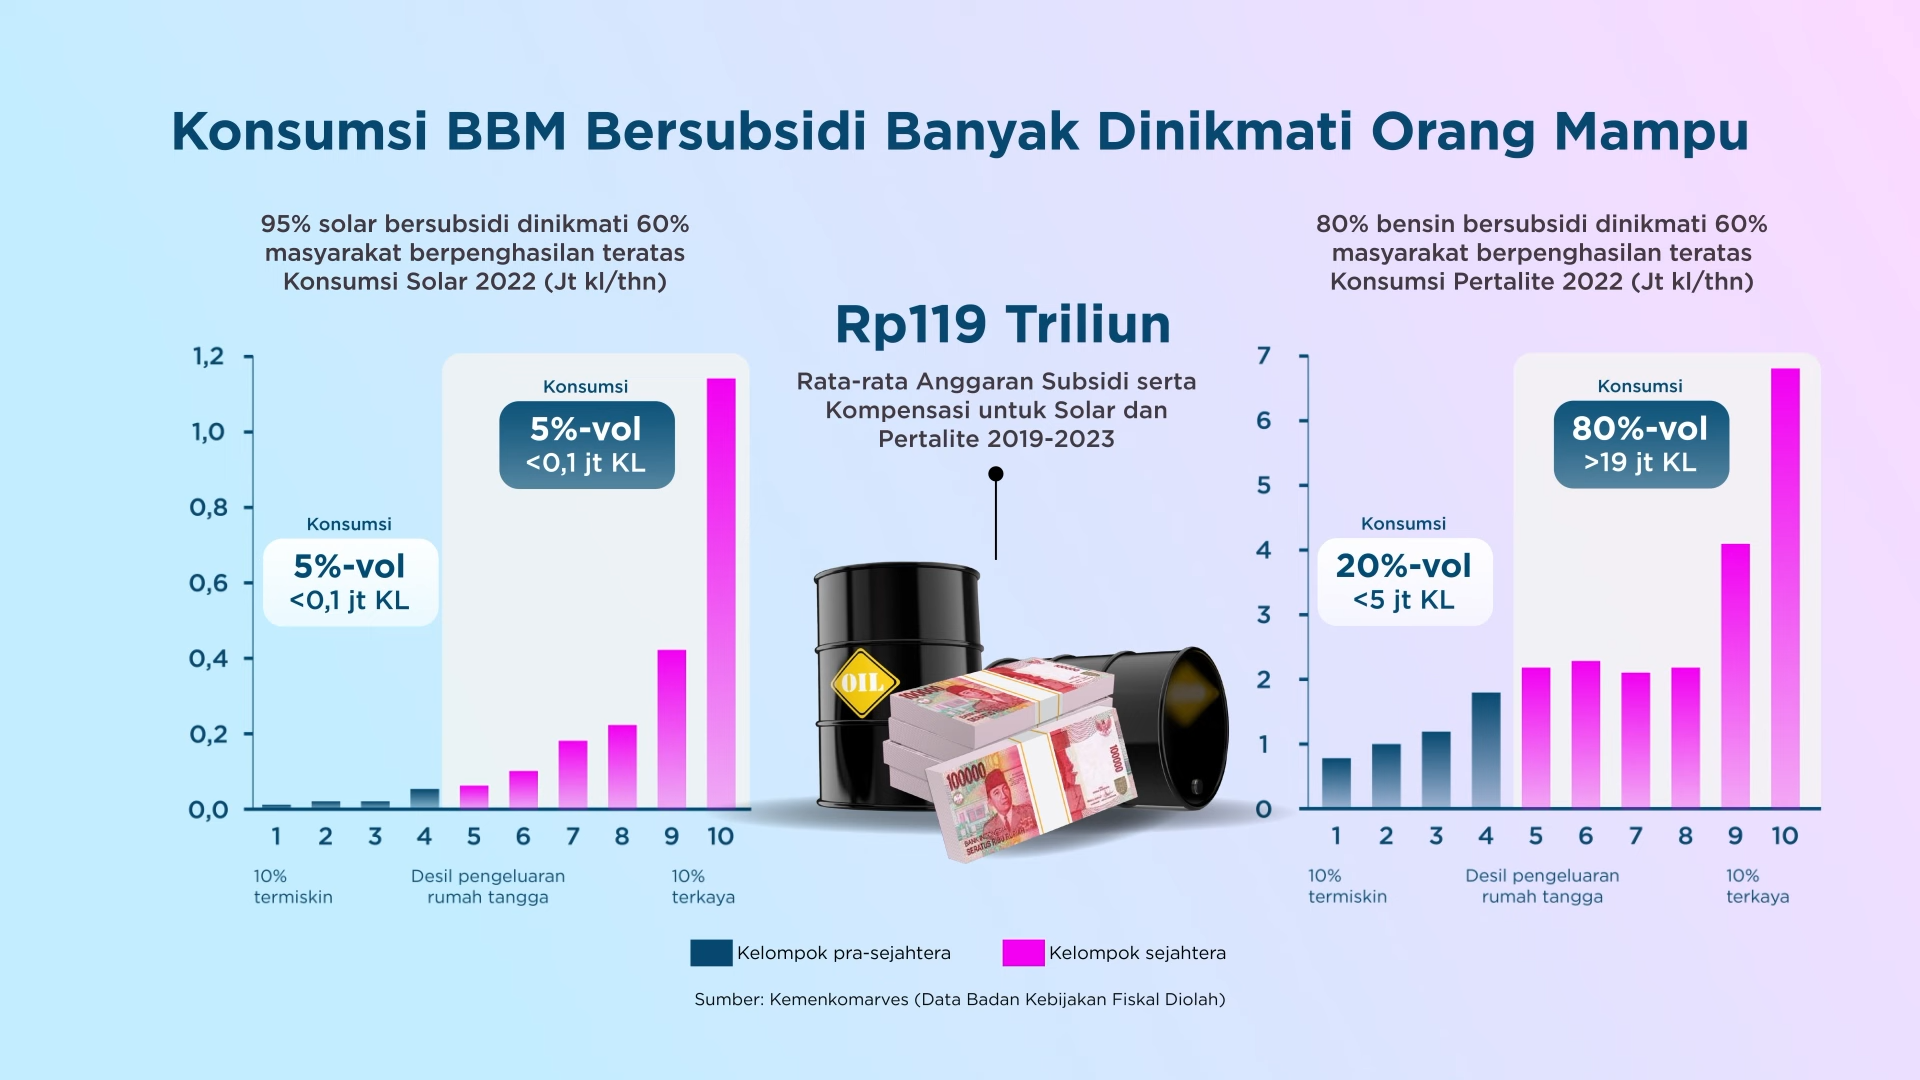 Konsumsi BBM Bersubsidi Banyak Dinikmati Orang Mampu
95% solar bersubsidi dinikmati 60%
masyarakat berpenghasilan teratas
Konsumsi Solar 2022 (Jt kl/thn)
1,2
1,0
0,8
0,6
0,4
0,2
0,0
Konsumsi
5%-vol
<0,1 jt KL
Konsumsi
5%-vol
<0,1 jt KL
1 2 3 4 5 6 7 8 9 10
10%
termiskin
Desil pengeluaran
rumah tangga
10%
terkaya
Rp119 Triliun
Rata-rata Anggaran Subsidi serta
Kompensasi untuk Solar dan
Pertalite 2019-2023
OIL
100000
100000
100000
100000
SERATUS RIBU RUPIAH
80% bensin bersubsidi dinikmati 60%
masyarakat berpenghasilan teratas
Konsumsi Pertalite 2022 (Jt kl/thn)
7
6
5
4
3
2
1
0
Konsumsi
20%-vol
<5 jt KL
Konsumsi
80%-vol
>19 jt KL
1 2 3 4 5 6 7 8 9 10
10%
termiskin
Desil pengeluaran
rumah tangga
10%
terkaya
Kelompok pra-sejahtera
Kelompok sejahtera
Sumber: Kemenkomarves (Data Badan Kebijakan Fiskal Diolah)